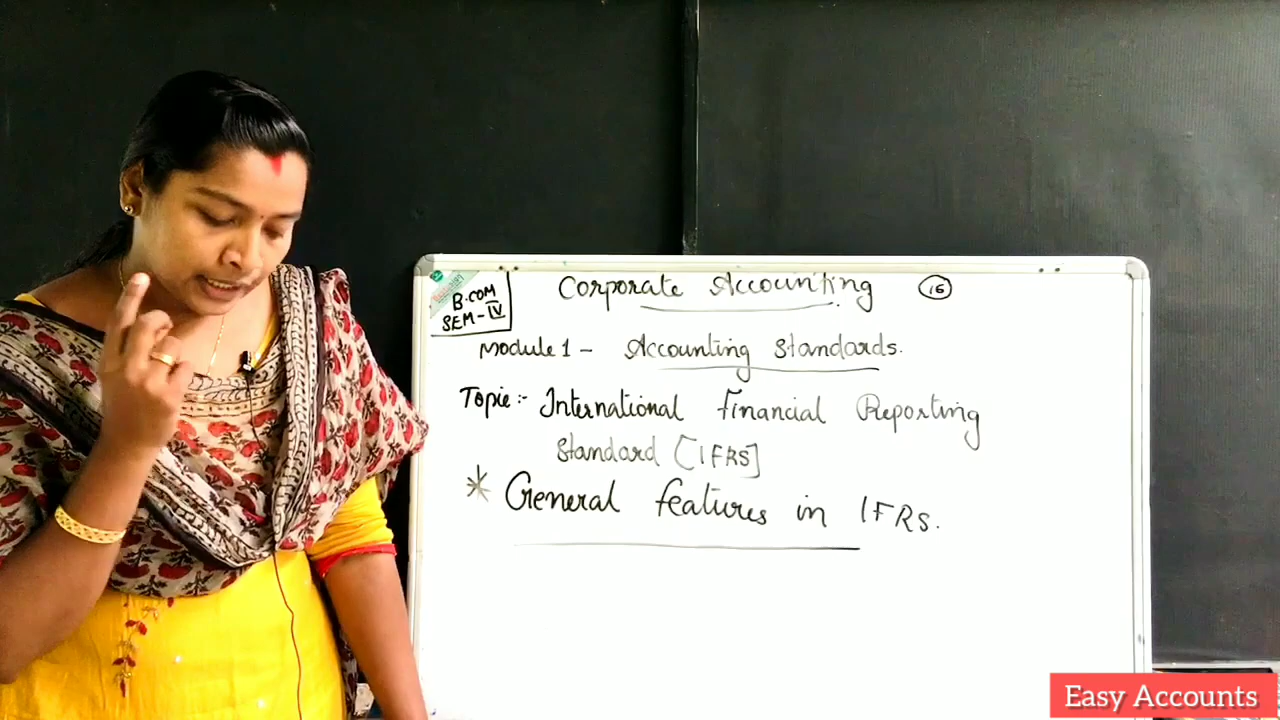 B.COM
SEM-IV
Corporate Accounting 16
Module 1 - Accounting Standards.
Topic :- International Financial Reporting
Standard [IFRS]
* General features in IFRS.
Easy Accounts